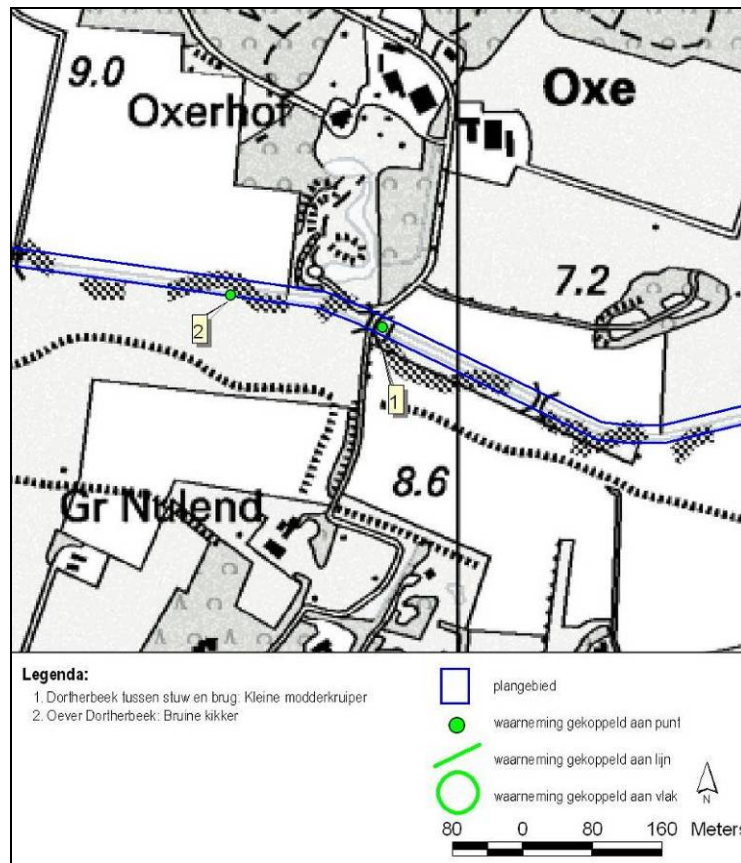 9.0
Oxerhof
Oxe
7.2
2
1
8.6
Gr Nulend
Legenda:
1. Dortherbeek tussen stuw en brug: Kleine modderkruiper
2. Oever Dortherbeek: Bruine kikker
plangebied
waarneming gekoppeld aan punt
waarneming gekoppeld aan lijn
waarneming gekoppeld aan vlak
N
80 0 80 160 Meters